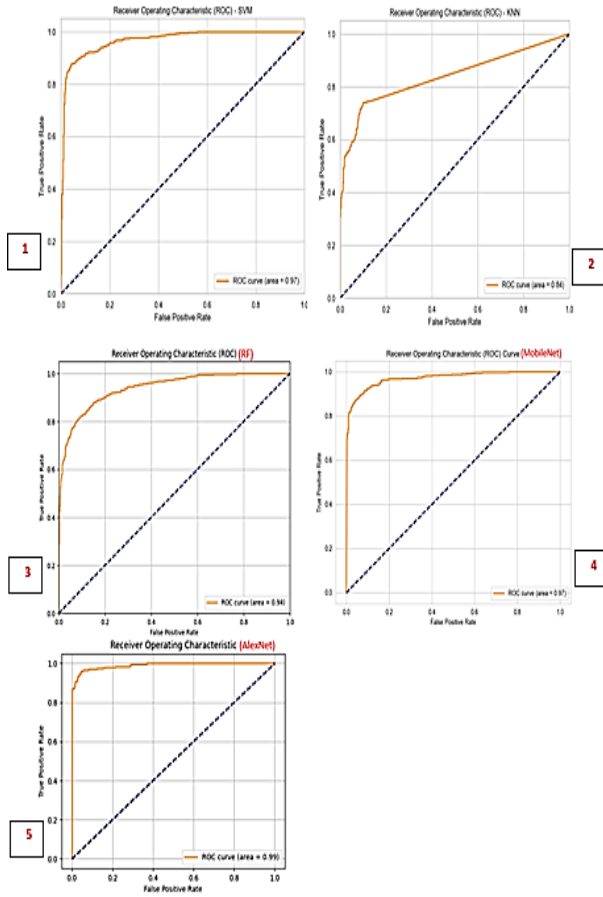 Receiver Operating Characteristic (ROC) - SVM
True Positive Rate
1.0
0.8
0.6
0.4
0.2
0.0
ROC curve (area = 0.97)
0.0 0.2 0.4 0.6 0.8 1.0
False Positive Rate
1
Receiver Operating Characteristic (ROC) - KNN
True Positive Rate
1.0
0.8
0.6
0.4
0.2
0.0
ROC curve (area = 0.84)
0.0 0.2 0.4 0.6 0.8 1.0
False Positive Rate
2
Receiver Operating Characteristic (ROC) (RF)
True Positive Rate
1.0
0.8
0.6
0.4
0.2
0.0
ROC curve (area = 0.94)
0.0 0.2 0.4 0.6 0.8 1.0
False Positive Rate
3
Receiver Operating Characteristic (ROC) Curve (MobileNet)
True Positive Rate
1.0
0.8
0.6
0.4
0.2
0.0
ROC curve (area = 0.97)
0.0 0.2 0.4 0.6 0.8 1.0
False Positive Rate
4
Receiver Operating Characteristic (AlexNet)
True Positive Rate
1.0
0.8
0.6
0.4
0.2
0.0
ROC curve (area = 0.99)
0.0 0.2 0.4 0.6 0.8 1.0
False Positive Rate
5